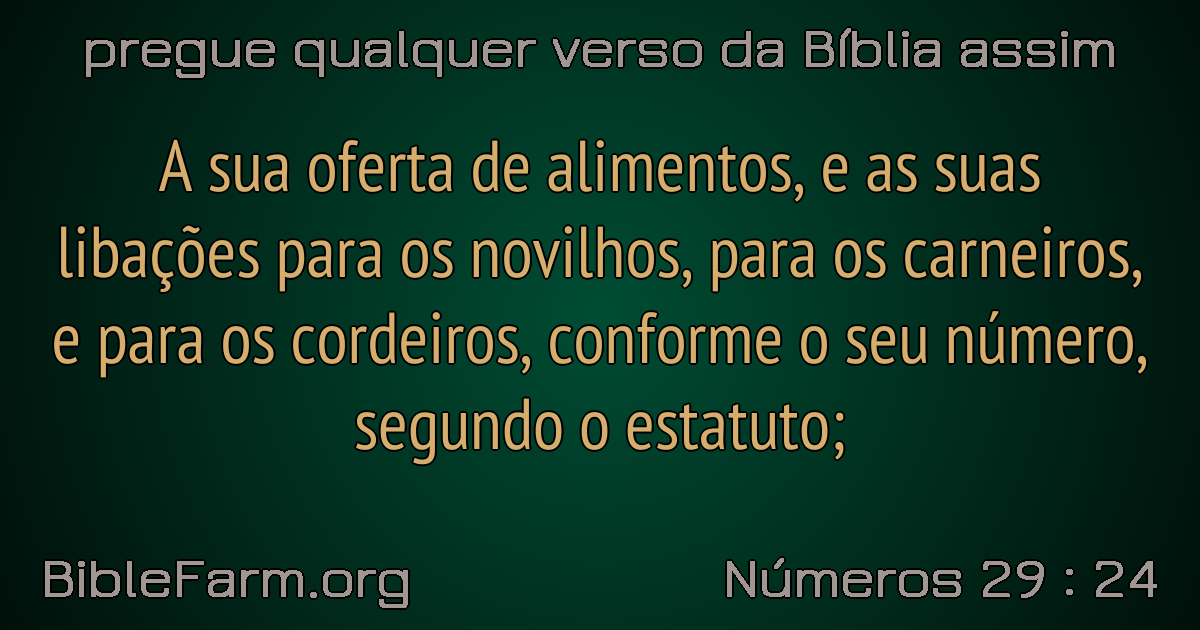 pregue qualquer verso da Bíblia assim
A sua oferta de alimentos, e as suas
libações para os novilhos, para os carneiros,
e para os cordeiros, conforme o seu número,
segundo o estatuto;
BibleFarm.org
Números 29 : 24